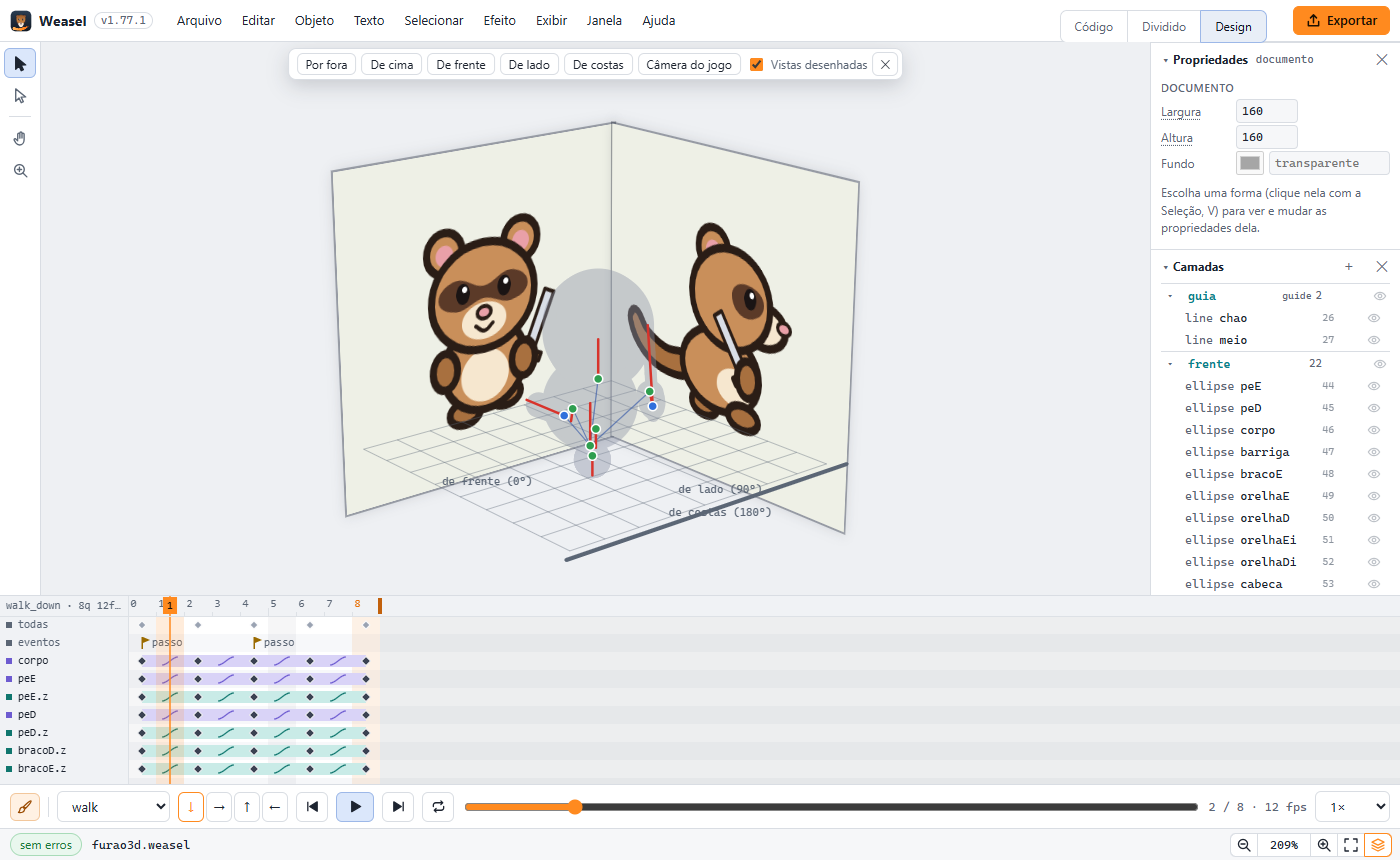 Weasel v1.77.1 Arquivo Editar Objeto Texto Selecionar Efeito Exibir Janela Ajuda Código Dividido Design Exportar
Por fora De cima De frente De lado De costas Câmera do jogo Vistas desenhadas
Propriedades documento
DOCUMENTO
Largura 160
Altura 160
Fundo transparente
Escolha uma forma (clique nela com a
Seleção, V) para ver e mudar as
propriedades dela.
Camadas +
guia guide 2
line chao 26
line meio 27
frente 22
ellipse peE 44
ellipse peD 45
ellipse corpo 46
ellipse barriga 47
ellipse bracoE 48
ellipse orelhaE 49
ellipse orelhaD 50
ellipse orelhaEi 51
ellipse orelhaDi 52
ellipse cabeca 53
de frente (0°)
de lado (90°)
de costas (180°)
walk_down · 8q 12f… 0 1 1 2 3 4 5 6 7 8
todas
eventos passo passo
corpo
peE
peE.z
peD
peD.z
bracoD.z
bracoE.z
walk ↓ → ↑ ← 2 / 8 · 12 fps 1×
sem erros furao3d.weasel 209%